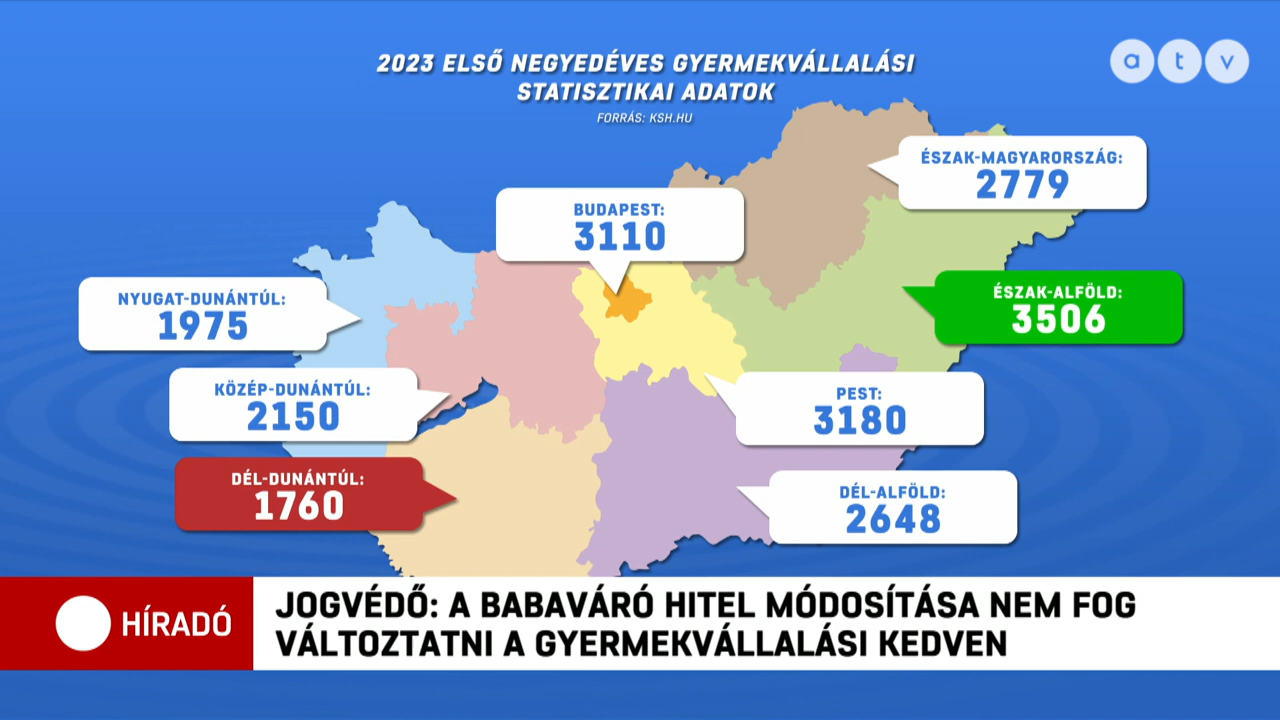 2023 ELSŐ NEGYEDÉVES GYERMEKVÁLLALÁSI
STATISZTIKAI ADATOK
FORRÁS: KSH.HU
a t v
ÉSZAK-MAGYARORSZÁG:
2779
BUDAPEST:
3110
NYUGAT-DUNÁNTÚL:
1975
ÉSZAK-ALFÖLD:
3506
KÖZÉP-DUNÁNTÚL:
2150
PEST:
3180
DÉL-DUNÁNTÚL:
1760
DÉL-ALFÖLD:
2648
HÍRADÓ
JOGVÉDŐ: A BABAVÁRÓ HITEL MÓDOSÍTÁSA NEM FOG
VÁLTOZTATNI A GYERMEKVÁLLALÁSI KEDVEN